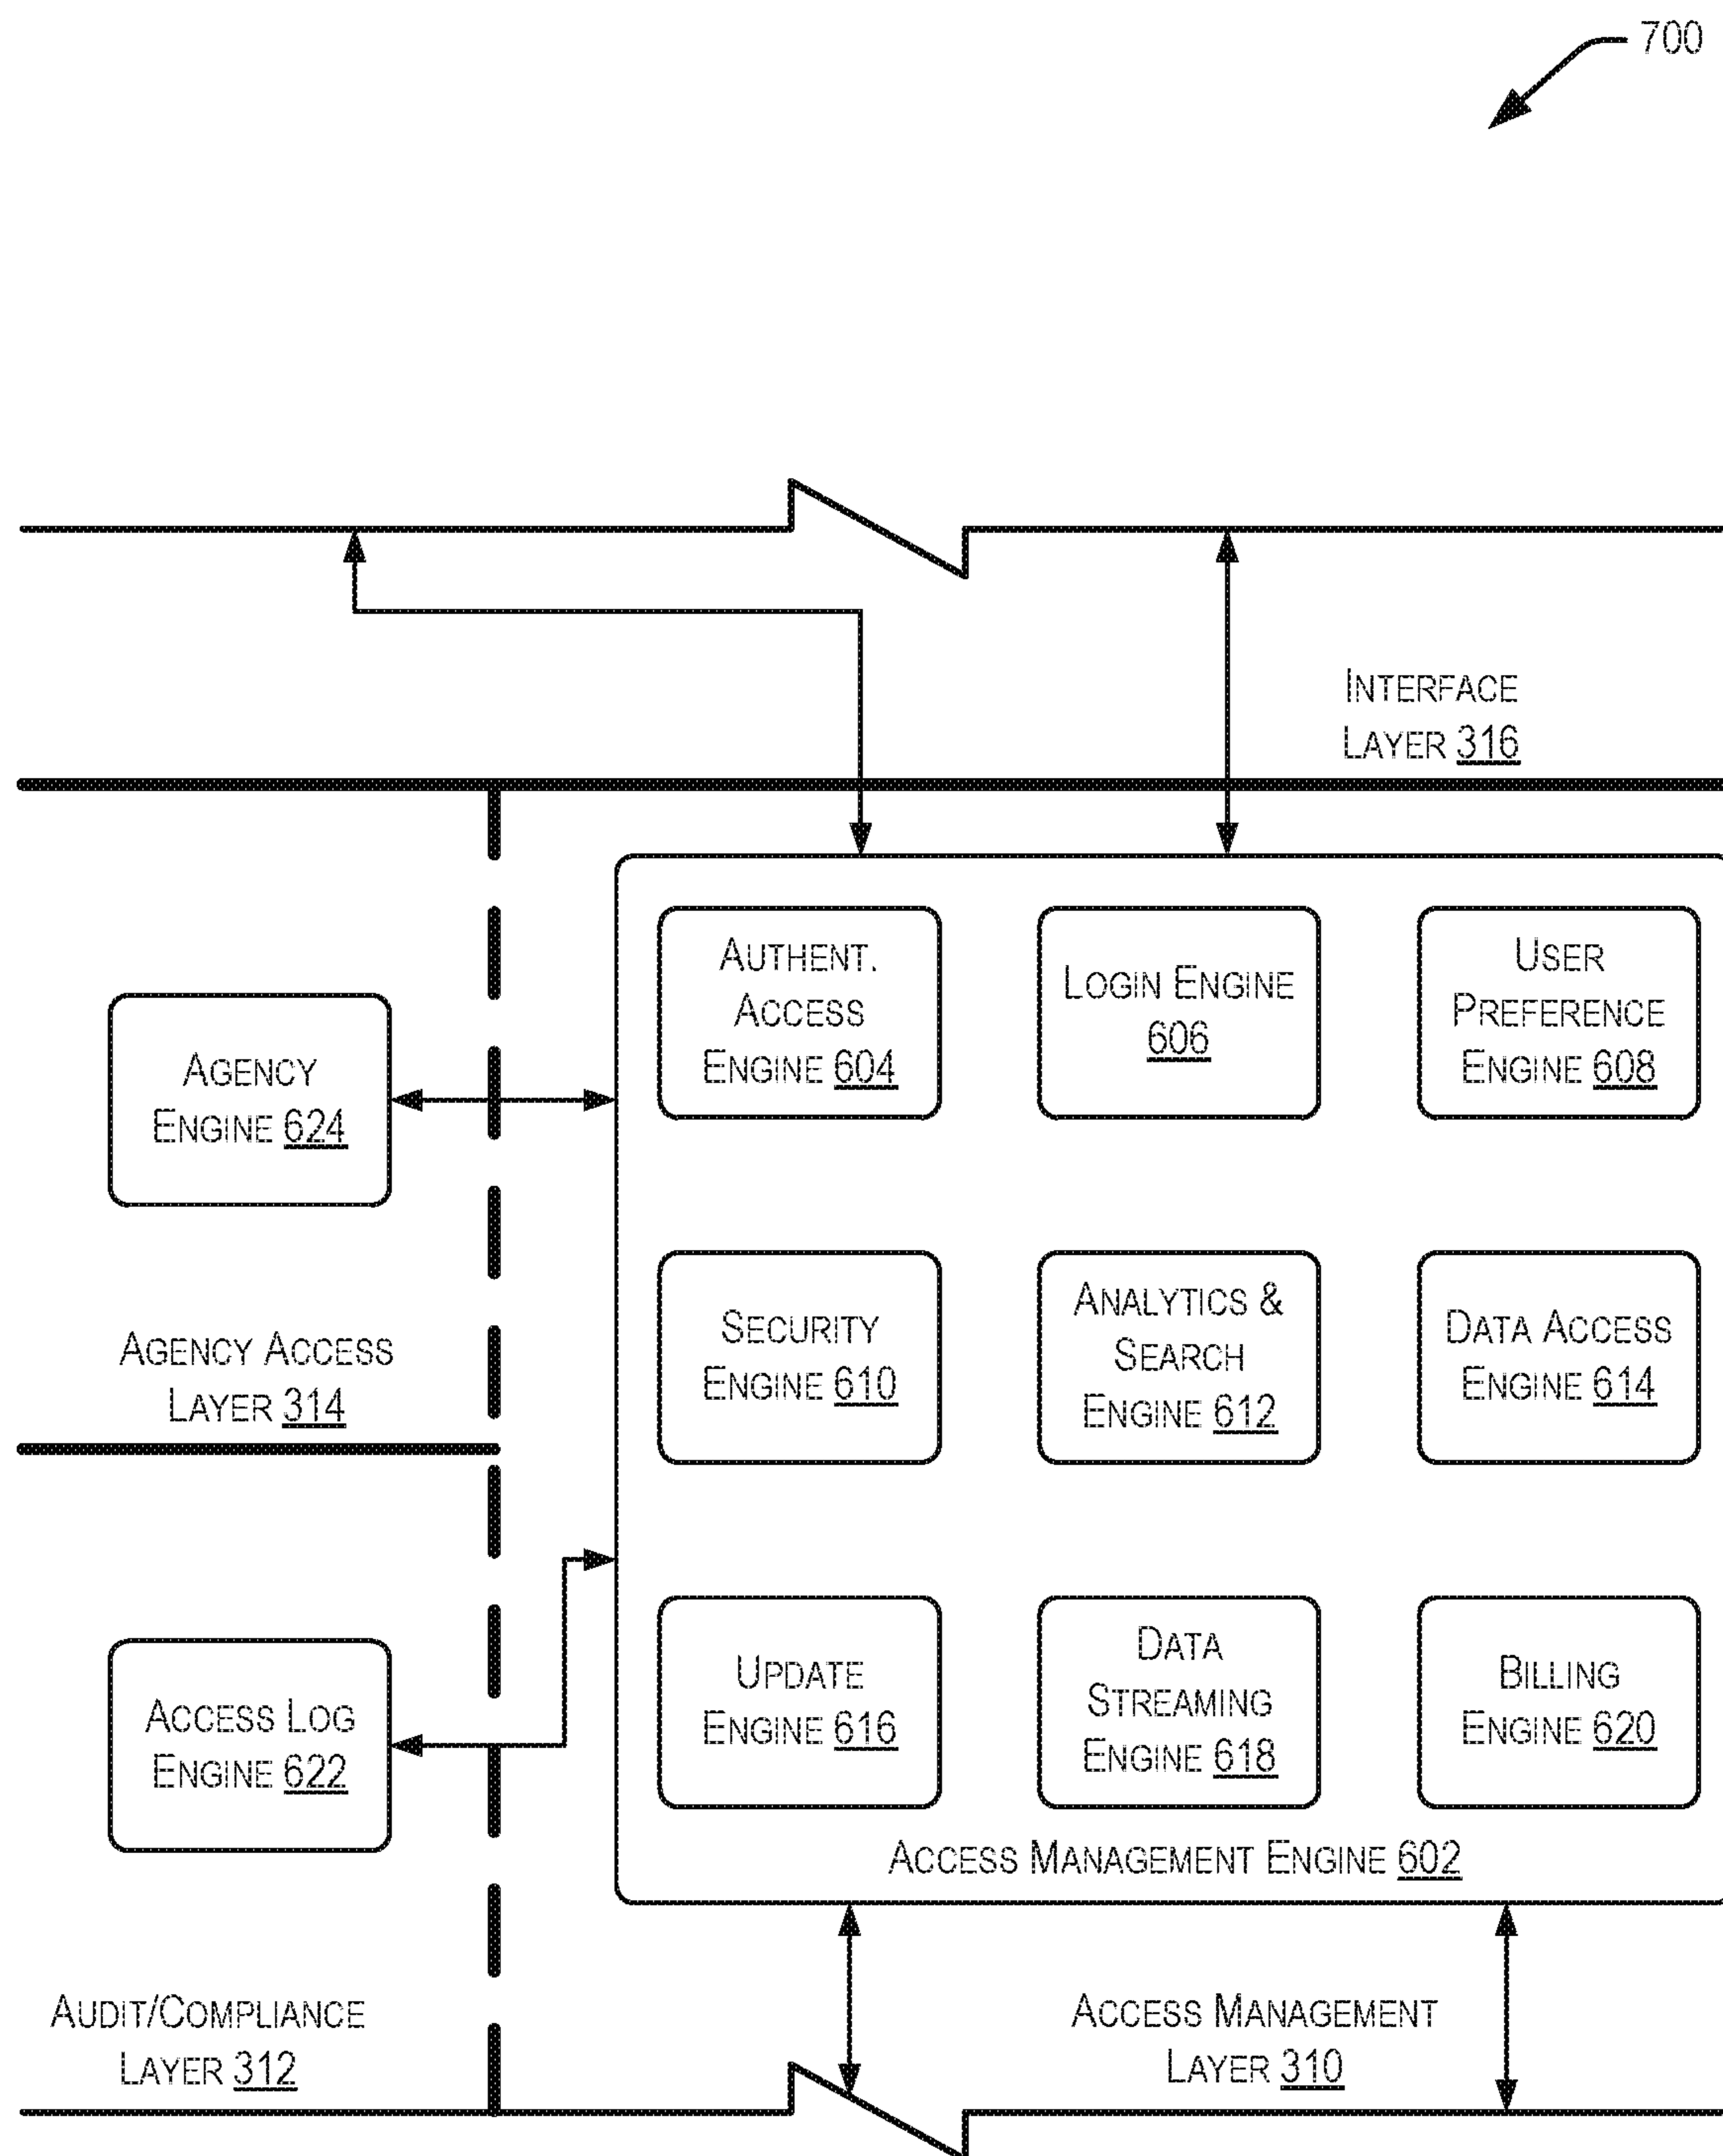 700
INTERFACE
LAYER 316
AUTHENT.
ACCESS
ENGINE 604
LOGIN ENGINE
606
USER
PREFERENCE
ENGINE 608
AGENCY
ENGINE 624
SECURITY
ENGINE 610
ANALYTICS &
SEARCH
ENGINE 612
DATA ACCESS
ENGINE 614
AGENCY ACCESS
LAYER 314
UPDATE
ENGINE 616
DATA
STREAMING
ENGINE 618
BILLING
ENGINE 620
ACCESS LOG
ENGINE 622
ACCESS MANAGEMENT ENGINE 602
AUDIT/COMPLIANCE
LAYER 312
ACCESS MANAGEMENT
LAYER 310